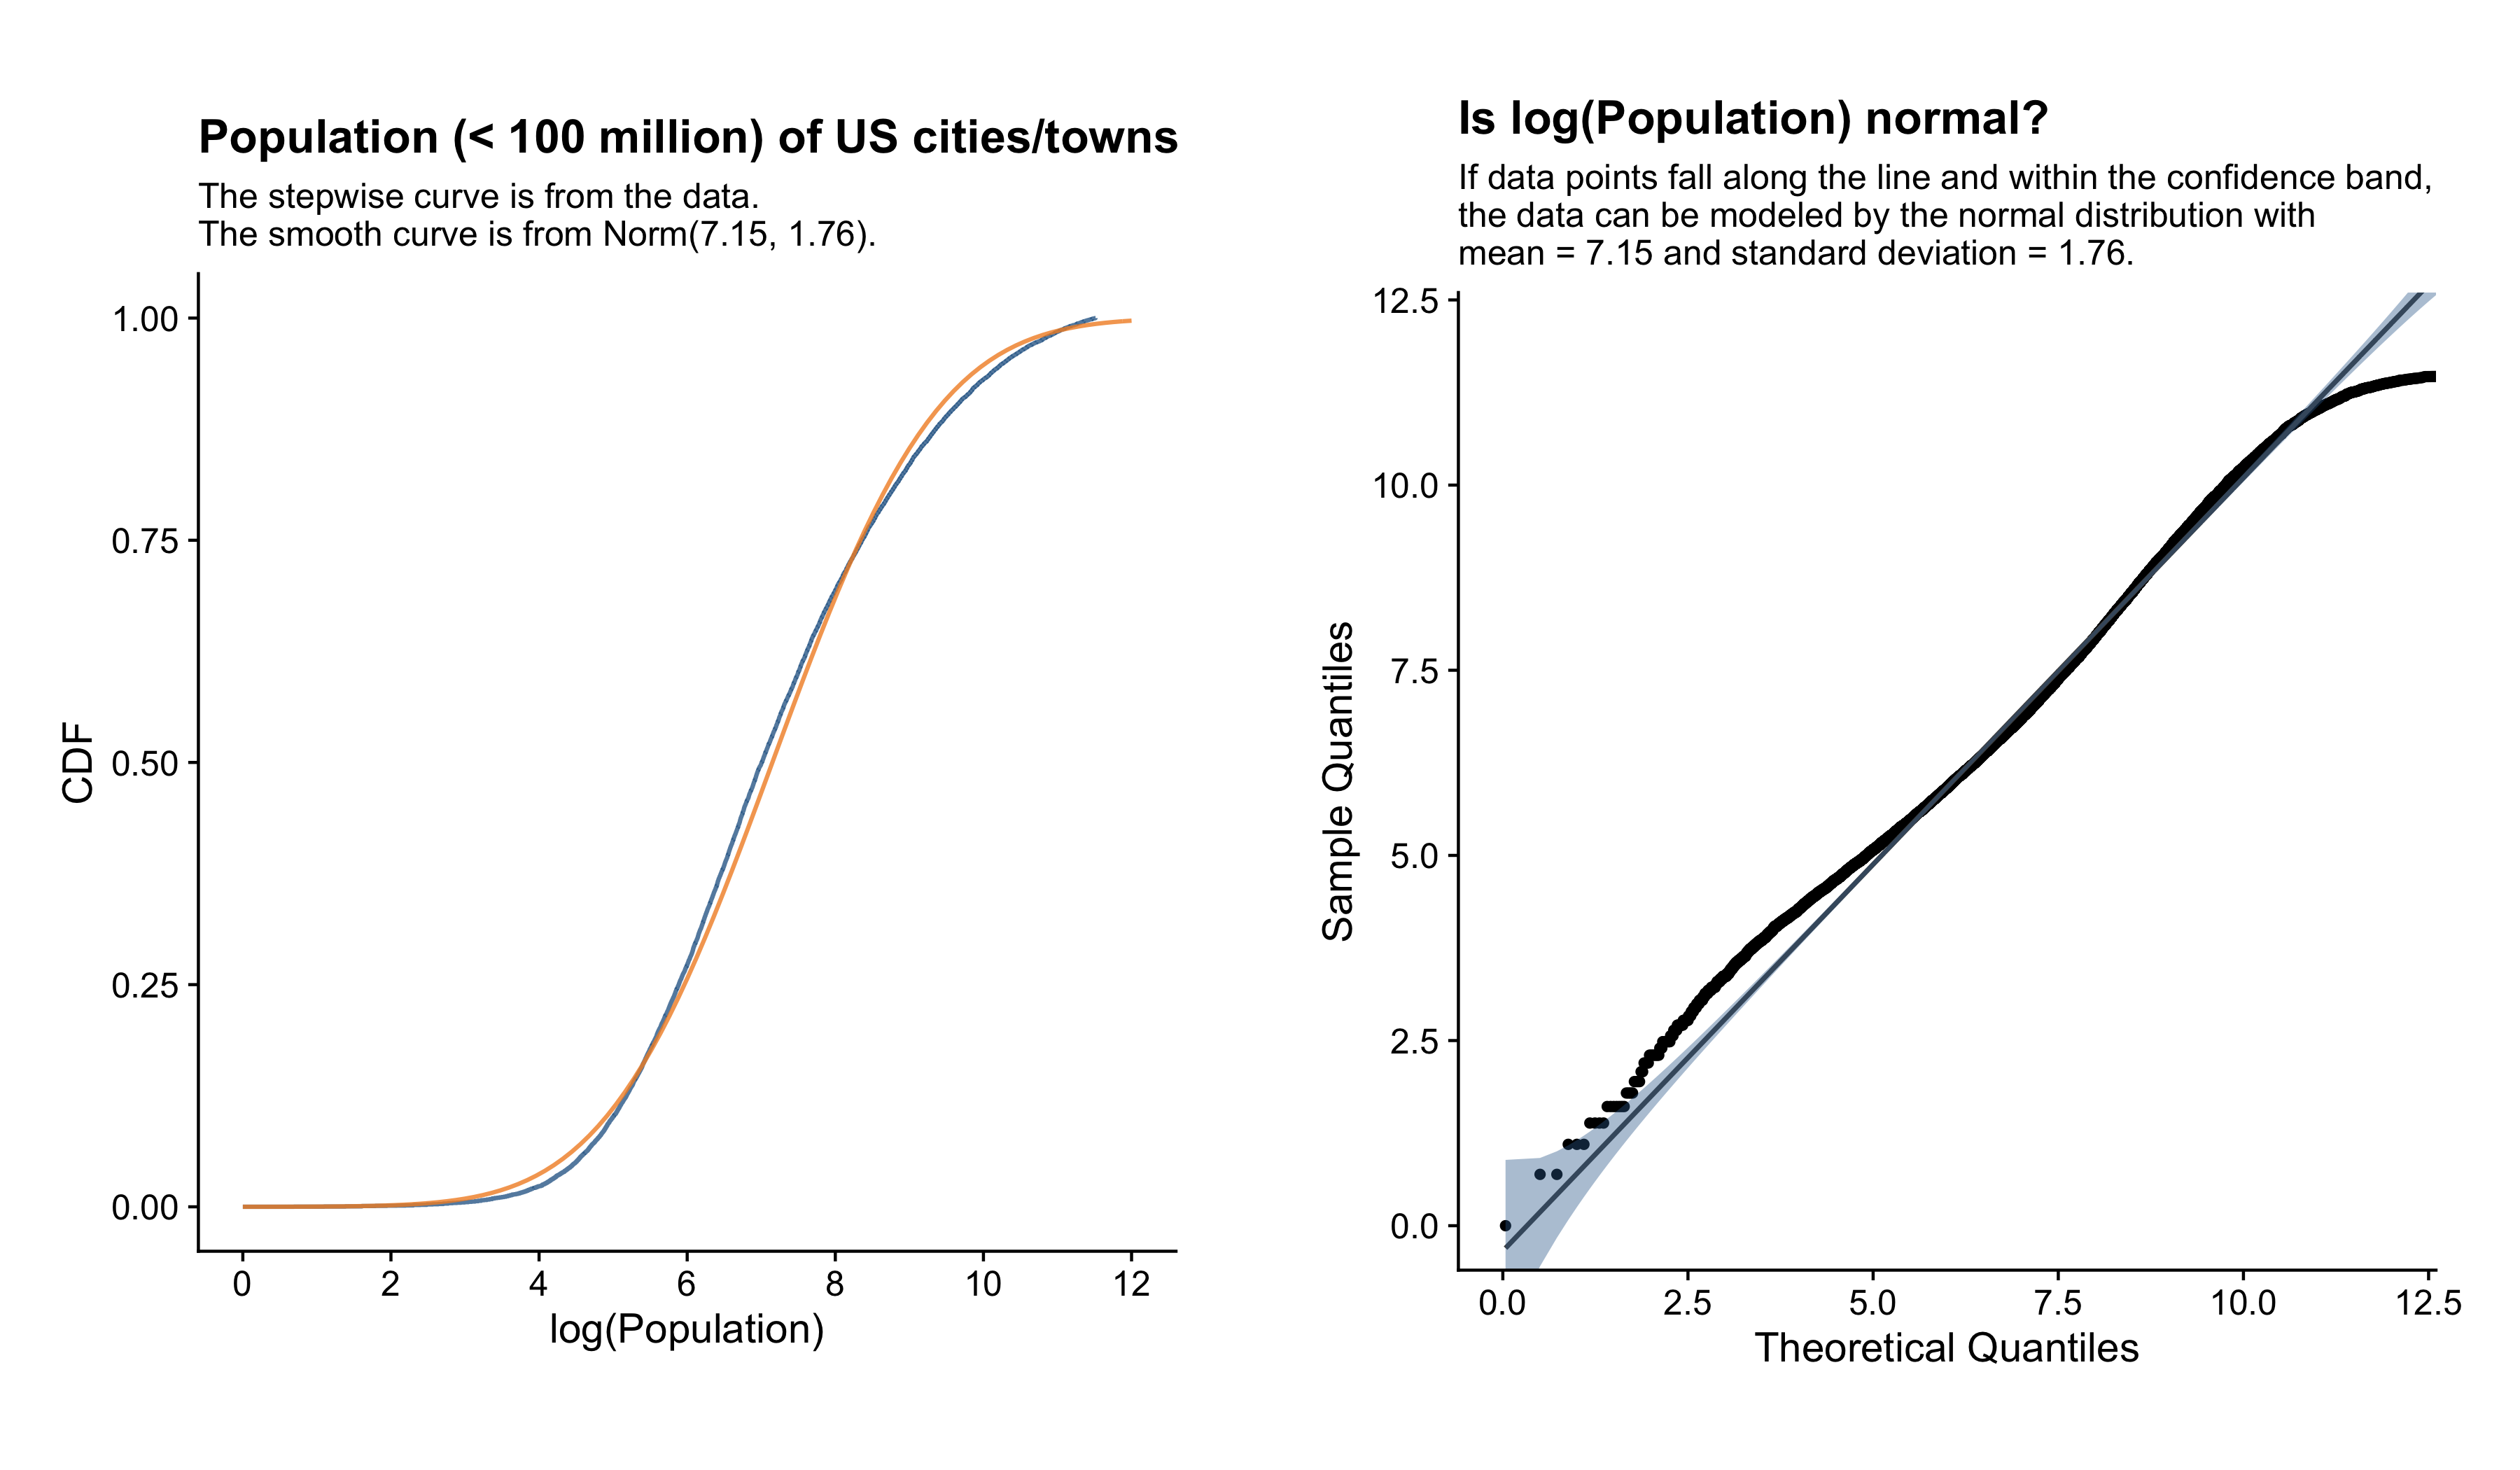 Population (< 100 million) of US cities/towns
The stepwise curve is from the data.
The smooth curve is from Norm(7.15, 1.76).
1.00
0.75
0.50
0.25
0.00
CDF
0 2 4 6 8 10 12
log(Population)
Is log(Population) normal?
If data points fall along the line and within the confidence band,
the data can be modeled by the normal distribution with
mean = 7.15 and standard deviation = 1.76.
12.5
10.0
7.5
5.0
2.5
0.0
Sample Quantiles
0.0 2.5 5.0 7.5 10.0 12.5
Theoretical Quantiles